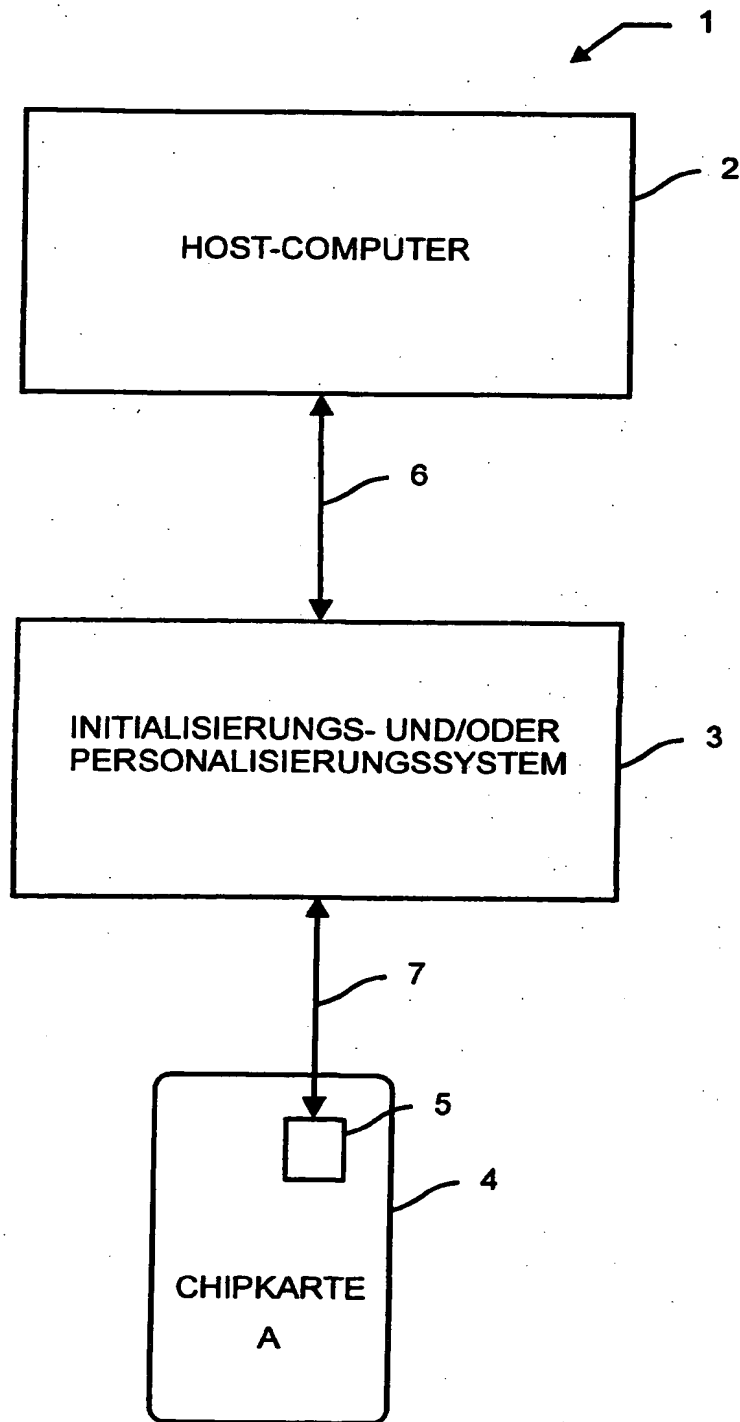 1
2
HOST-COMPUTER
6
INITIALISIERUNGS- UND/ODER
PERSONALISIERUNGSSYSTEM
3
7
5
4
CHIPKARTE
A